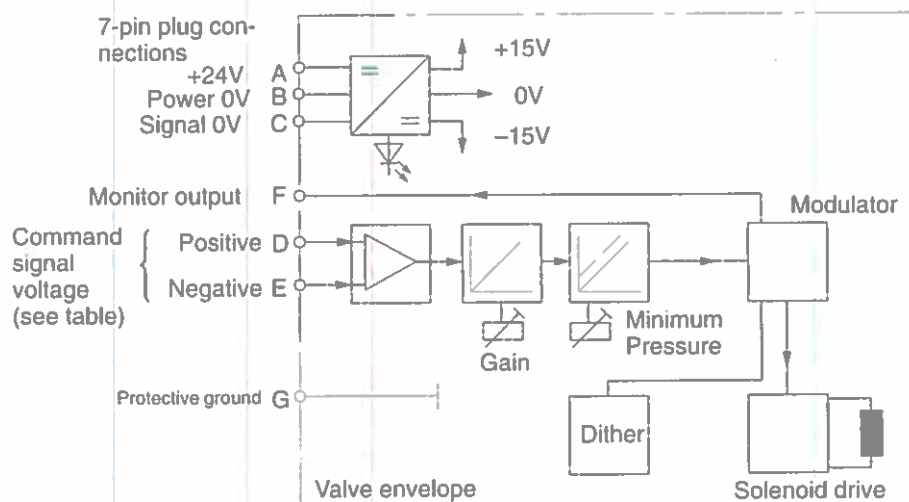 7-pin plug con-
nections
+24V A
Power 0V B
Signal 0V C
+15V
0V
–15V
Monitor output F
Modulator
Command
signal
voltage
(see table)
Positive D
Negative E
Gain
Minimum
Pressure
Protective ground G
Dither
Valve envelope
Solenoid drive